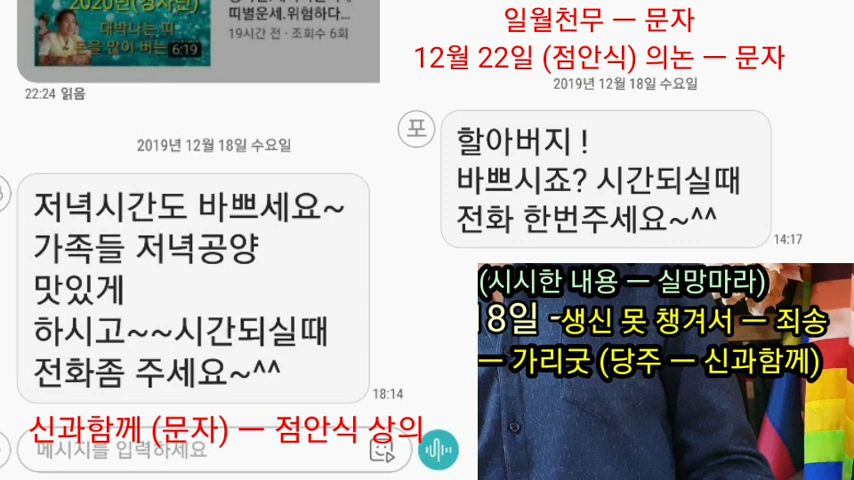 2020년(경자년)
대박나는 띠
돈을 많이 버는
6:19
띠별운세.위험하다...
19시간 전 · 조회수 6회
22:24 읽음
2019년 12월 18일 수요일
저녁시간도 바쁘세요~
가족들 저녁공양
맛있게
하시고~~시간되실때
전화좀 주세요~^^
18:14
신과함께 (문자) ㅡ 점안식 상의
메시지를 입력하세요
일월천무 ㅡ 문자
12월 22일 (점안식) 의논 ㅡ 문자
2019년 12월 18일 수요일
포
할아버지 !
바쁘시죠? 시간되실때
전화 한번주세요~^^
14:17
(시시한 내용 ㅡ 실망마라)
8일 -생신 못 챙겨서 ㅡ 죄송
ㅡ 가리굿 (당주 ㅡ 신과함께)